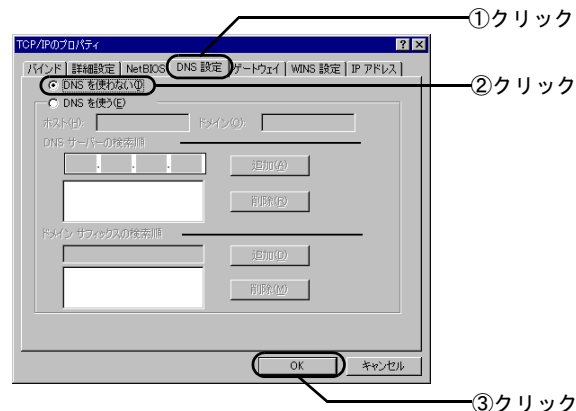 ①クリック
TCP/IPのプロパティ
バインド 詳細設定 NetBIOS DNS 設定 ゲートウェイ WINS 設定 IP アドレス
DNS を使わない(I) ②クリック
DNS を使う(E)
ホスト(H): ドメイン(O):
DNS サーバーの検索順
追加(A)
削除(R)
ドメイン サフィックスの検索順
追加(D)
削除(M)
OK キャンセル
③クリック